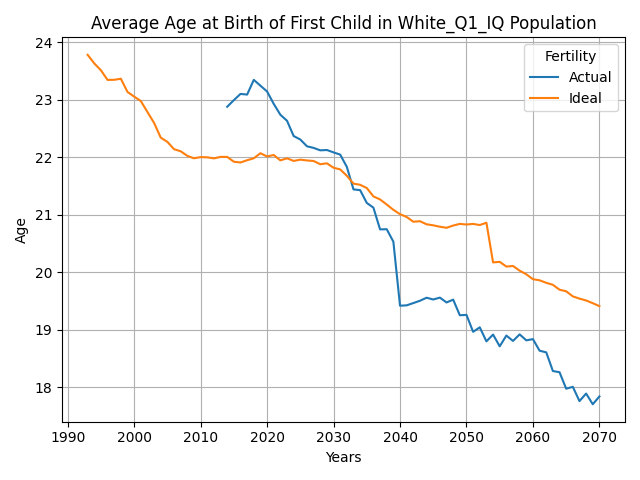 Average Age at Birth of First Child in White_Q1_IQ Population
Fertility
Actual
Ideal
24
23
22
21
20
19
18
Age
1990
2000
2010
2020
2030
2040
2050
2060
2070
Years